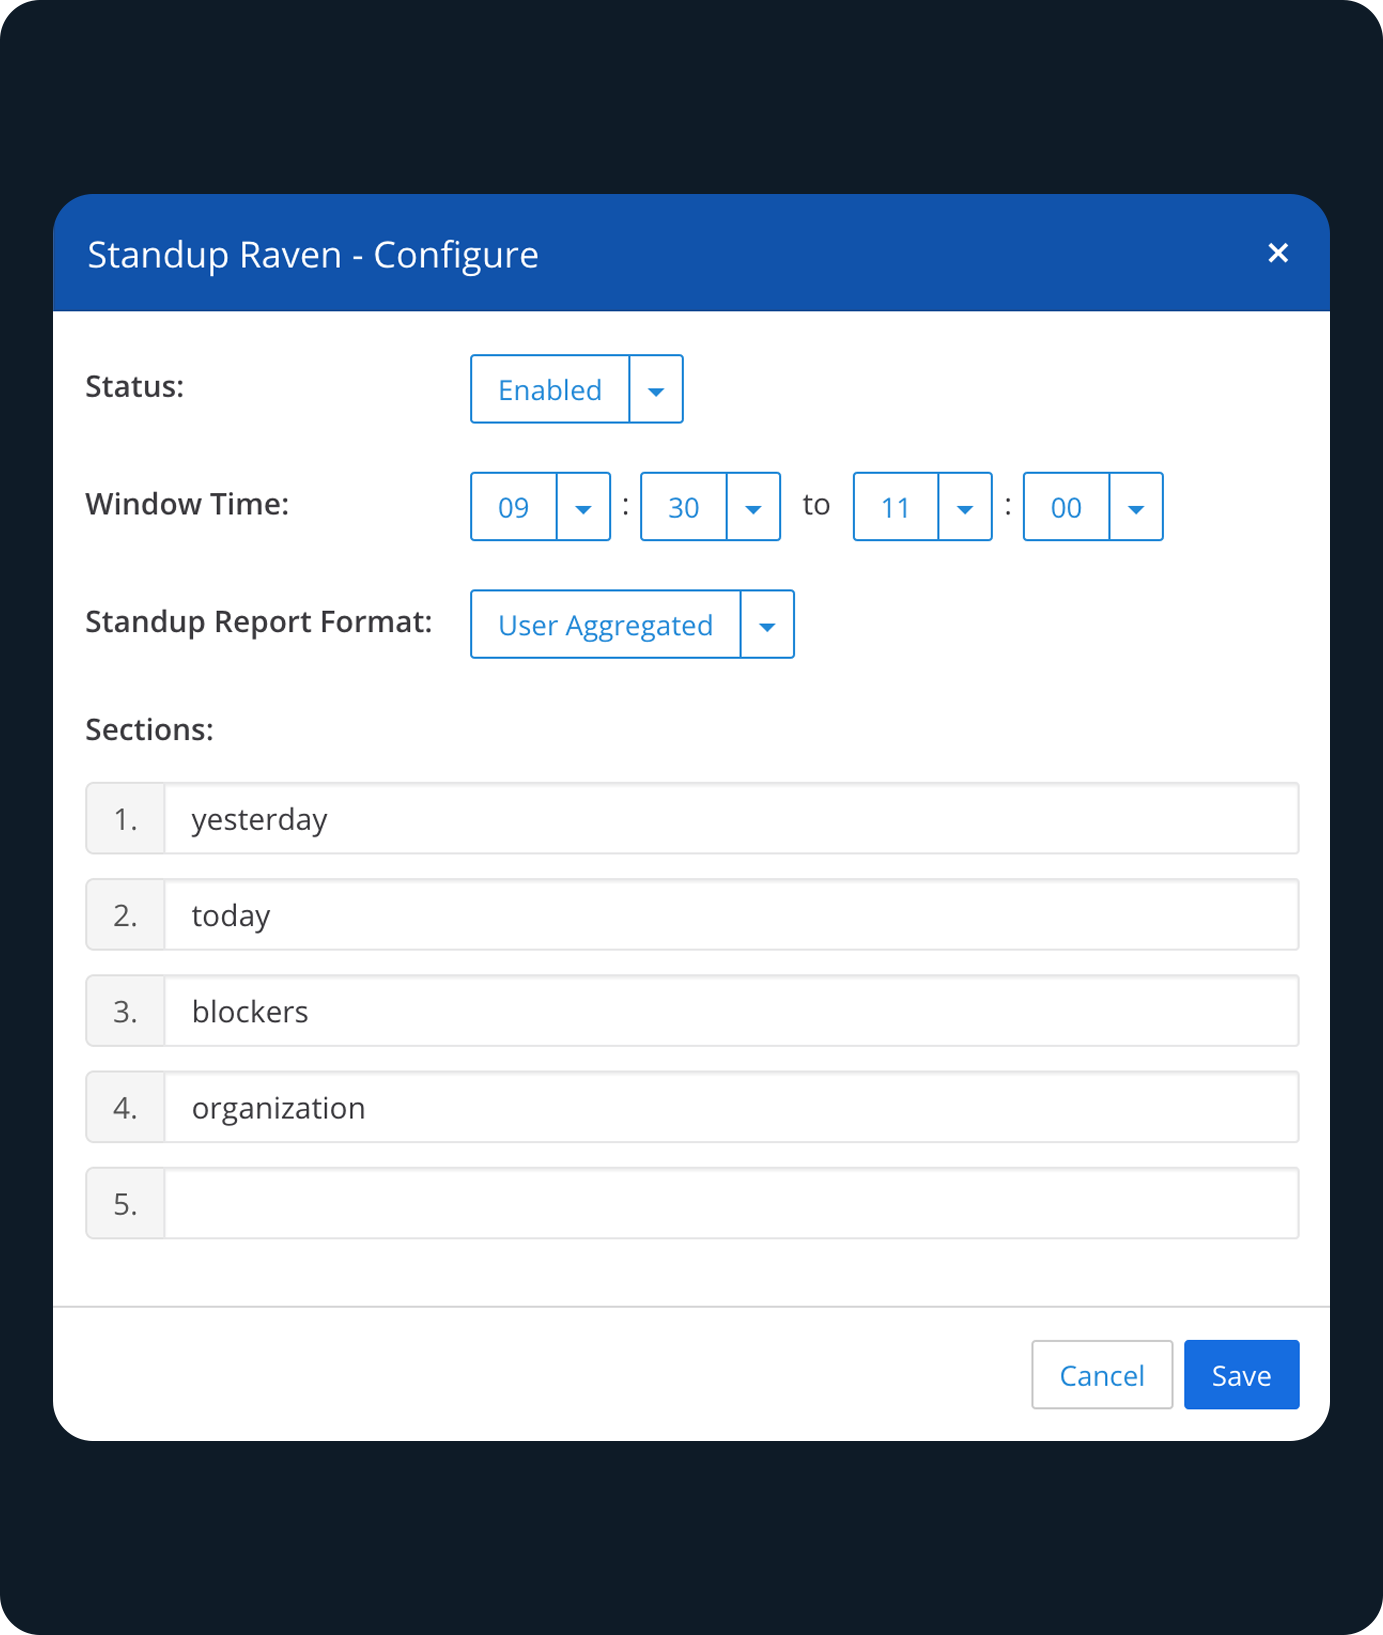 Standup Raven - Configure ×
Status: Enabled
Window Time: 09 : 30 to 11 : 00
Standup Report Format: User Aggregated
Sections:
1. yesterday
2. today
3. blockers
4. organization
5.
Cancel Save